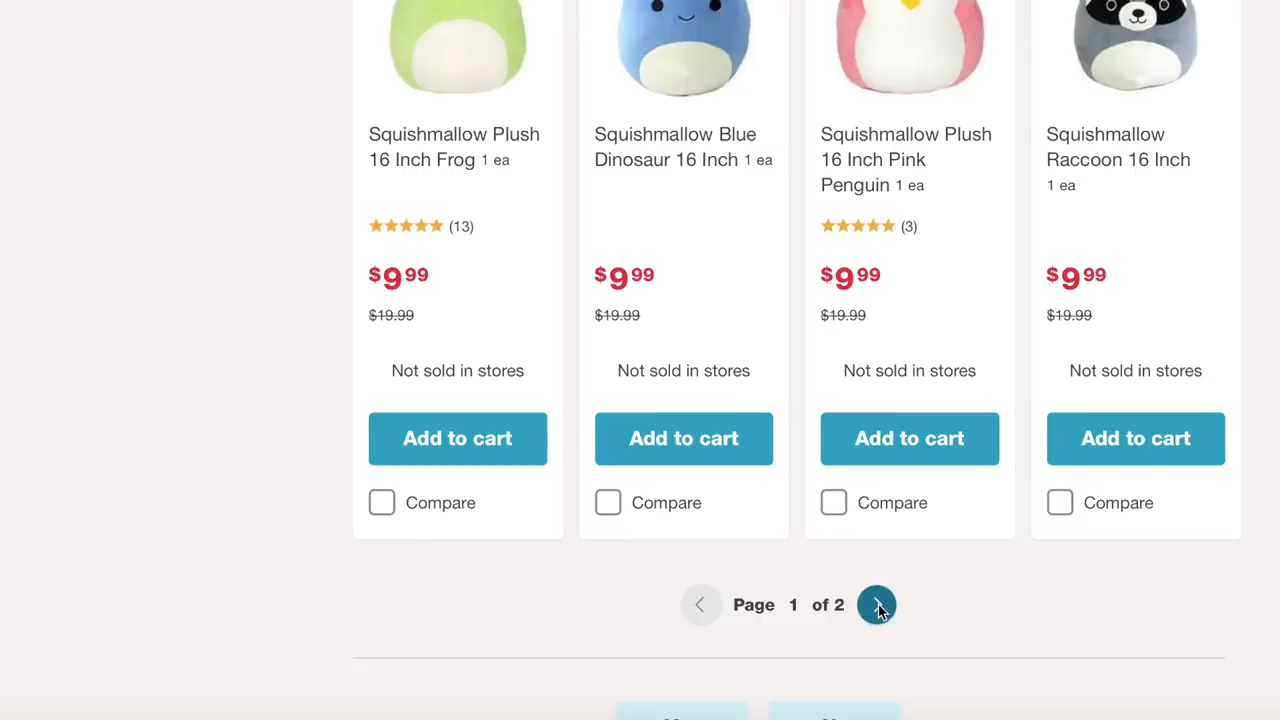 Squishmallow Plush
16 Inch Frog 1 ea
(13)
$9 99
$19.99
Not sold in stores
Add to cart
Compare
Squishmallow Blue
Dinosaur 16 Inch 1 ea
$9 99
$19.99
Not sold in stores
Add to cart
Compare
Squishmallow Plush
16 Inch Pink
Penguin 1 ea
(3)
$9 99
$19.99
Not sold in stores
Add to cart
Compare
Squishmallow
Raccoon 16 Inch
1 ea
$9 99
$19.99
Not sold in stores
Add to cart
Compare
Page 1 of 2